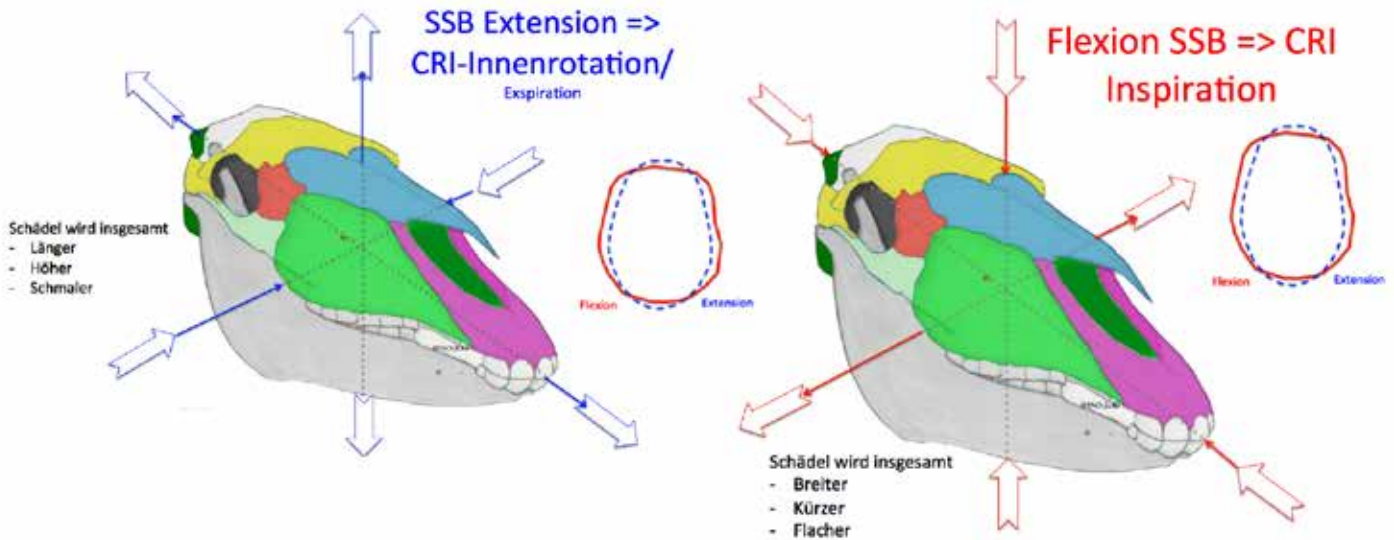 SSB Extension =>
CRI-Innenrotation/
Exspiration
Schädel wird insgesamt
- Länger
- Höher
- Schmaler
Flexion
Extension
Flexion SSB => CRI
Inspiration
Flexion
Extension
Schädel wird insgesamt
- Breiter
- Kürzer
- Flacher